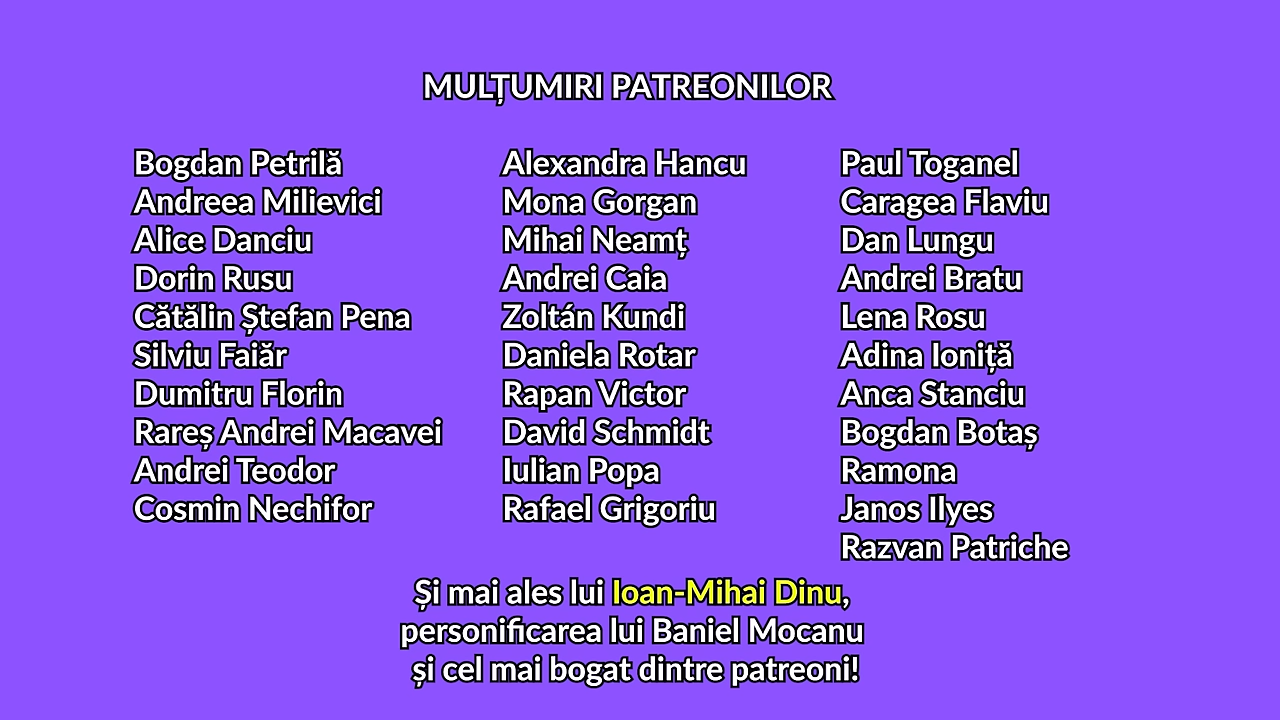 MULȚUMIRI PATREONILOR
Bogdan Petrilă
Andreea Milievici
Alice Danciu
Dorin Rusu
Cătălin Ștefan Pena
Silviu Faiăr
Dumitru Florin
Rareș Andrei Macavei
Andrei Teodor
Cosmin Nechifor
Alexandra Hancu
Mona Gorgan
Mihai Neamț
Andrei Caia
Zoltán Kundi
Daniela Rotar
Rapan Victor
David Schmidt
Iulian Popa
Rafael Grigoriu
Paul Toganel
Caragea Flaviu
Dan Lungu
Andrei Bratu
Lena Rosu
Adina Ioniță
Anca Stanciu
Bogdan Botaș
Ramona
Janos Ilyes
Razvan Patriche
Și mai ales lui Ioan-Mihai Dinu,
personificarea lui Baniel Mocanu
și cel mai bogat dintre patreoni!